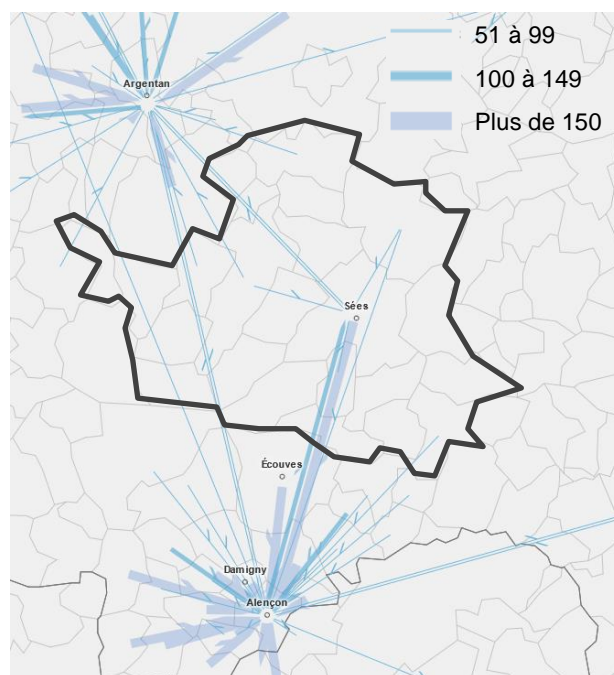 51 à 99
100 à 149
Plus de 150
Argentan
Sées
Écouves
Damigny
Alençon